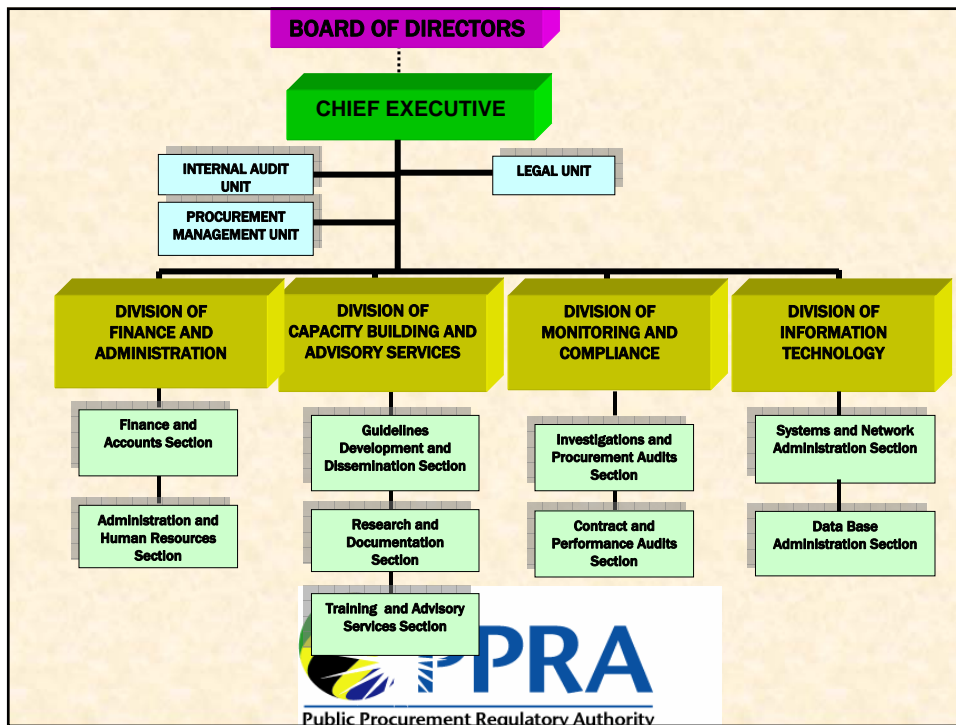 BOARD OF DIRECTORS
CHIEF EXECUTIVE
INTERNAL AUDIT
UNIT
LEGAL UNIT
PROCUREMENT
MANAGEMENT UNIT
DIVISION OF
FINANCE AND
ADMINISTRATION
DIVISION OF
CAPACITY BUILDING AND
ADVISORY SERVICES
DIVISION OF
MONITORING AND
COMPLIANCE
DIVISION OF
INFORMATION
TECHNOLOGY
Finance and
Accounts Section
Guidelines
Development and
Dissemination Section
Investigations and
Procurement Audits
Section
Systems and Network
Administration Section
Administration and
Human Resources
Section
Research and
Documentation
Section
Contract and
Performance Audits
Section
Data Base
Administration Section
Training and Advisory
Services Section
PPRA
Public Procurement Regulatory Authority